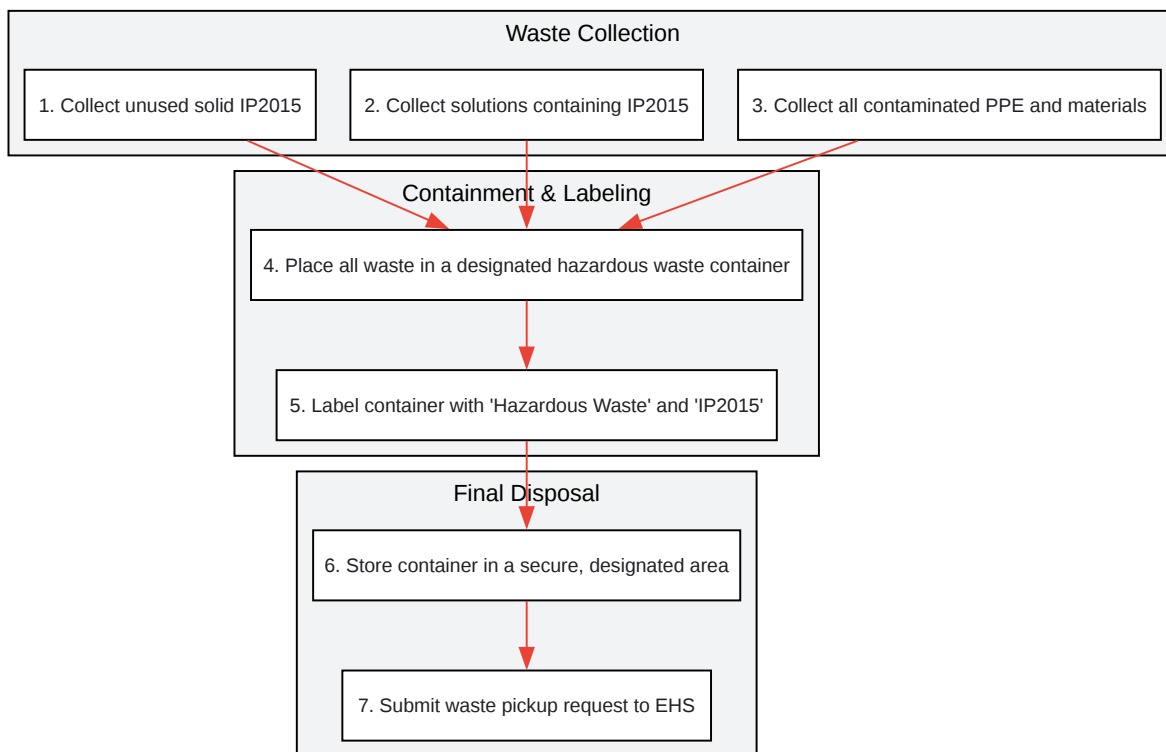 Waste Collection
1. Collect unused solid IP2015
2. Collect solutions containing IP2015
3. Collect all contaminated PPE and materials
Containment & Labeling
4. Place all waste in a designated hazardous waste container
5. Label container with 'Hazardous Waste' and 'IP2015'
Final Disposal
6. Store container in a secure, designated area
7. Submit waste pickup request to EHS